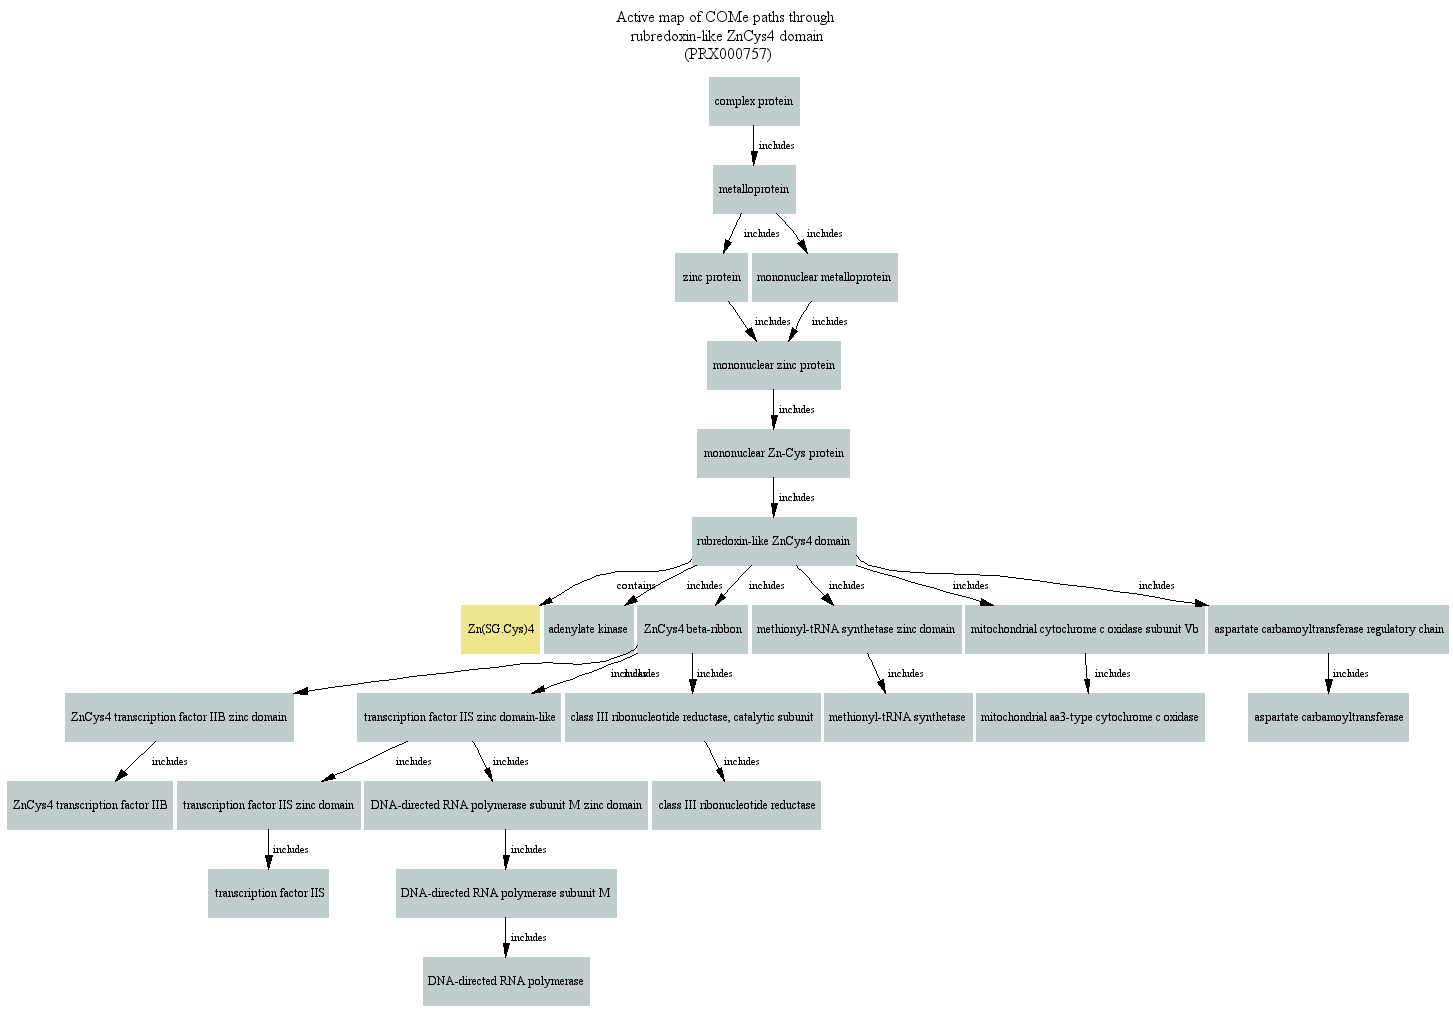 Active map of COMe paths through
rubredoxin-like ZnCys4 domain
(PRX000757)
complex protein
includes
metalloprotein
includes includes
zinc protein mononuclear metalloprotein
includes includes
mononuclear zinc protein
includes
mononuclear Zn-Cys protein
includes
rubredoxin-like ZnCys4 domain
contains includes includes includes includes includes
Zn(SG.Cys)4 adenylate kinase ZnCys4 beta-ribbon methionyl-tRNA synthetase zinc domain mitochondrial cytochrome c oxidase subunit Vb aspartate carbamoyltransferase regulatory chain
includes includes includes includes includes includes
ZnCys4 transcription factor IIB zinc domain transcription factor IIS zinc domain-like class III ribonucleotide reductase, catalytic subunit methionyl-tRNA synthetase mitochondrial aa3-type cytochrome c oxidase aspartate carbamoyltransferase
includes includes includes includes
ZnCys4 transcription factor IIB transcription factor IIS zinc domain DNA-directed RNA polymerase subunit M zinc domain class III ribonucleotide reductase
includes includes
transcription factor IIS DNA-directed RNA polymerase subunit M
includes
DNA-directed RNA polymerase